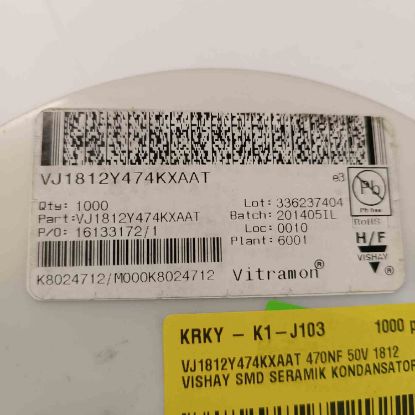 VJ1812Y474KXAAT
e3
Qty: 1000
Lot: 336237404
Part:VJ1812Y474KXAAT
Batch: 201405IL
P/O: 16133172/1
Loc: 0010
Plant: 6001
K8024712/M000K8024712
Vitramon®
Pb
Pb-free
RoHS
H/F
VISHAY
®
KRKY - K1-J103 1000 p
VJ1812Y474KXAAT 470NF 50V 1812
VISHAY SMD SERAMIK KONDANSATOR